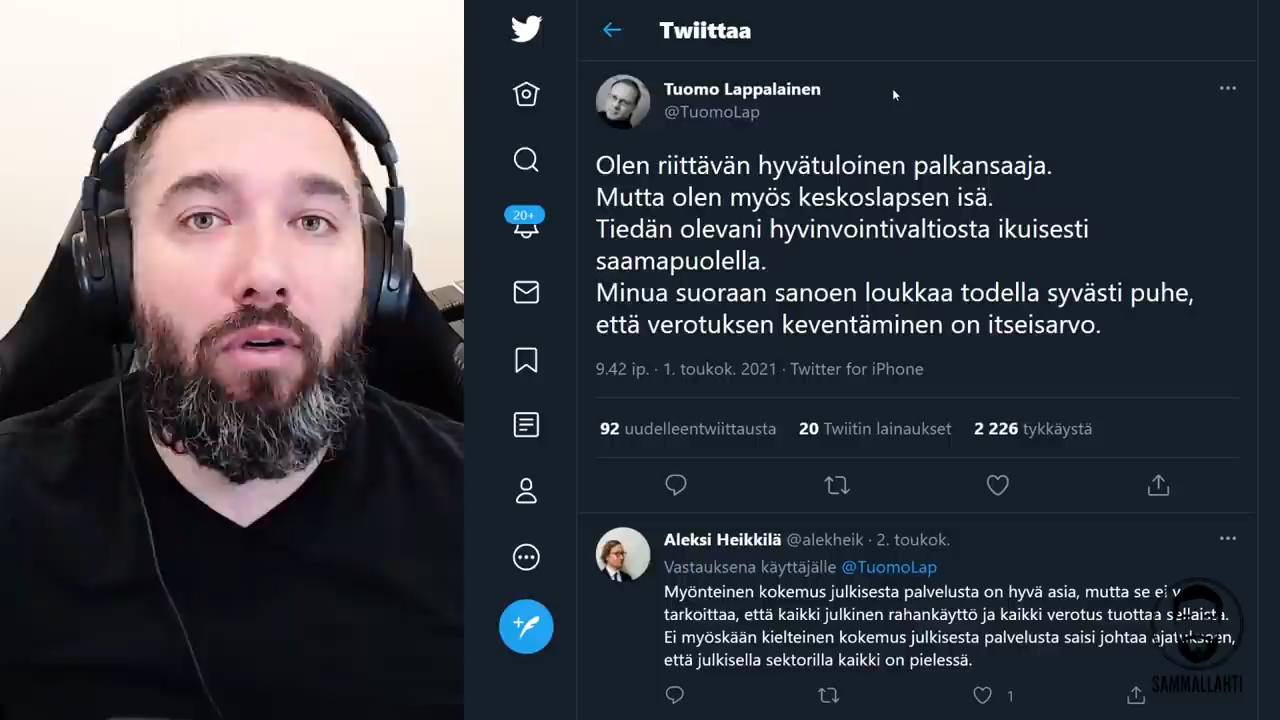 Twiittaa
Tuomo Lappalainen
@TuomoLap
Olen riittävän hyvätuloinen palkansaaja.
Mutta olen myös keskoslapsen isä.
Tiedän olevani hyvinvointivaltiosta ikuisesti
saamapuolella.
Minua suoraan sanoen loukkaa todella syvästi puhe,
että verotuksen keventäminen on itseisarvo.
9.42 ip. · 1. toukok. 2021 · Twitter for iPhone
92 uudelleentwiittausta 20 Twiitin lainaukset 2 226 tykkäystä
20+
Aleksi Heikkilä @alekheik · 2. toukok.
Vastauksena käyttäjälle @TuomoLap
Myönteinen kokemus julkisesta palvelusta on hyvä asia, mutta se ei
tarkoittaa, että kaikki julkinen rahankäyttö ja kaikki verotus tuottaa sellaista.
Ei myöskään kielteinen kokemus julkisesta palvelusta saisi johtaa ajatukseen,
että julkisella sektorilla kaikki on pielessä.
1
SAMMALLAHTI